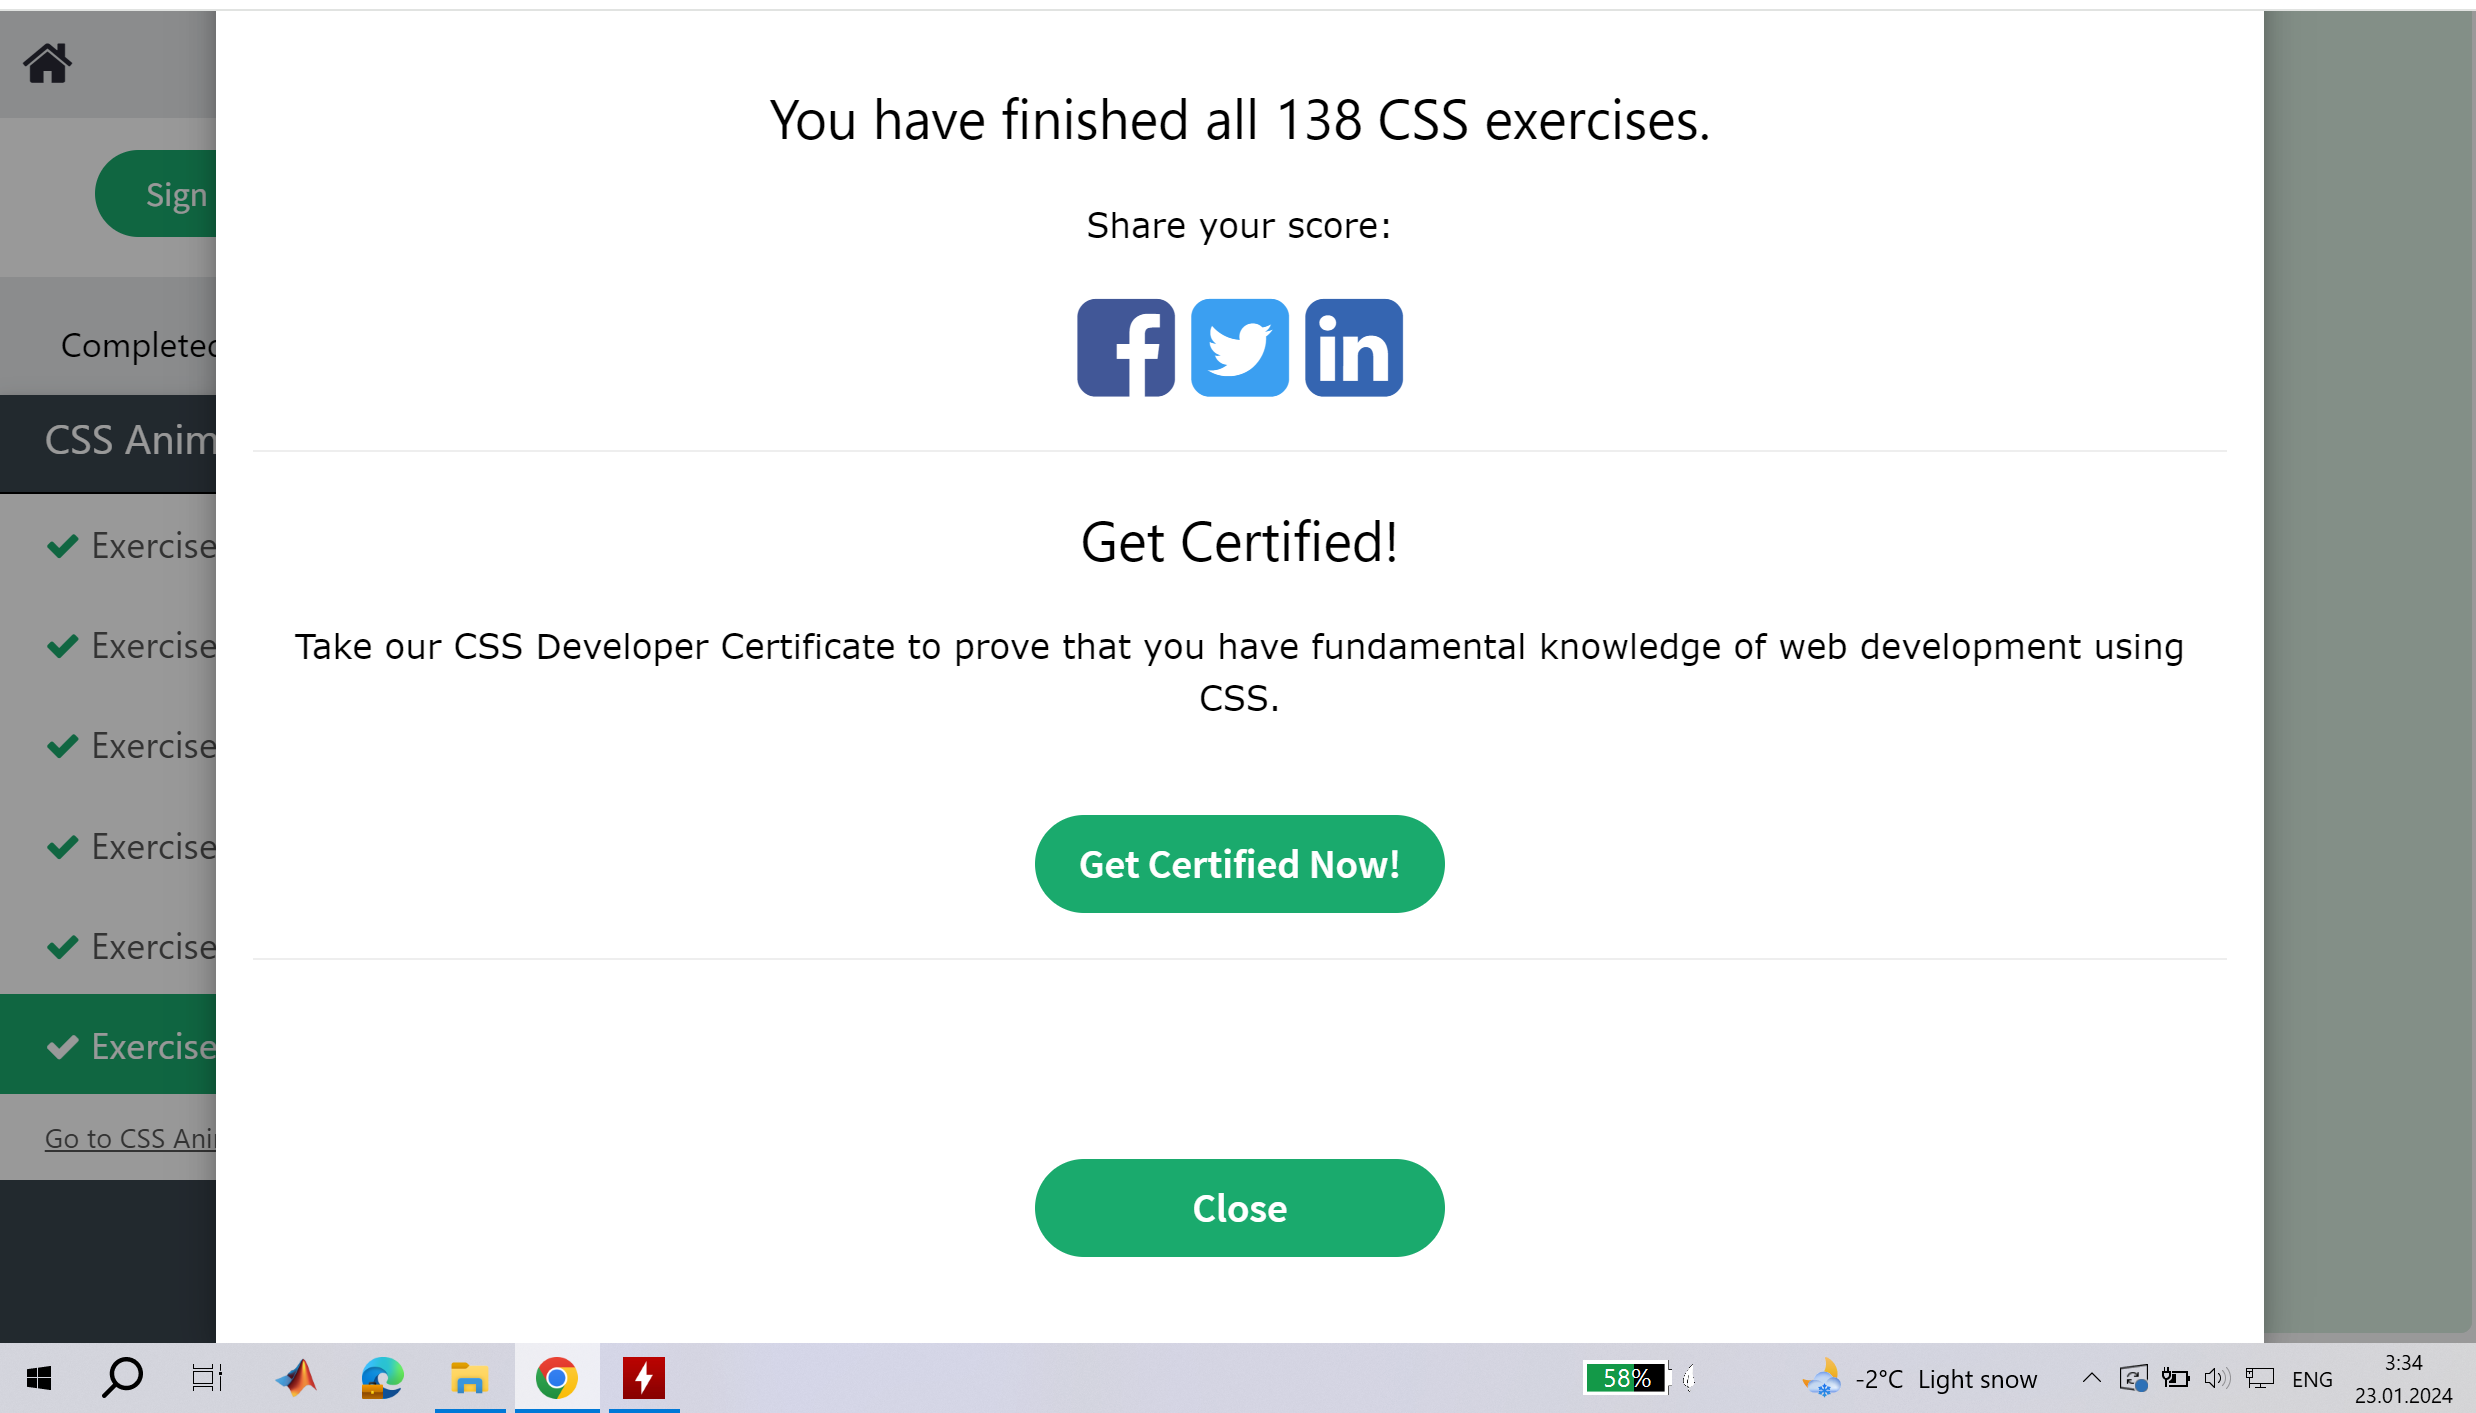 You have finished all 138 CSS exercises.
Share your score:
Get Certified!
Take our CSS Developer Certificate to prove that you have fundamental knowledge of web development using
CSS.
Get Certified Now!
Close
Sign
Completed
CSS Anim
Exercise
Exercise
Exercise
Exercise
Exercise
Exercise
Go to CSS Ani
58%
-2°C Light snow
ENG
3:34
23.01.2024